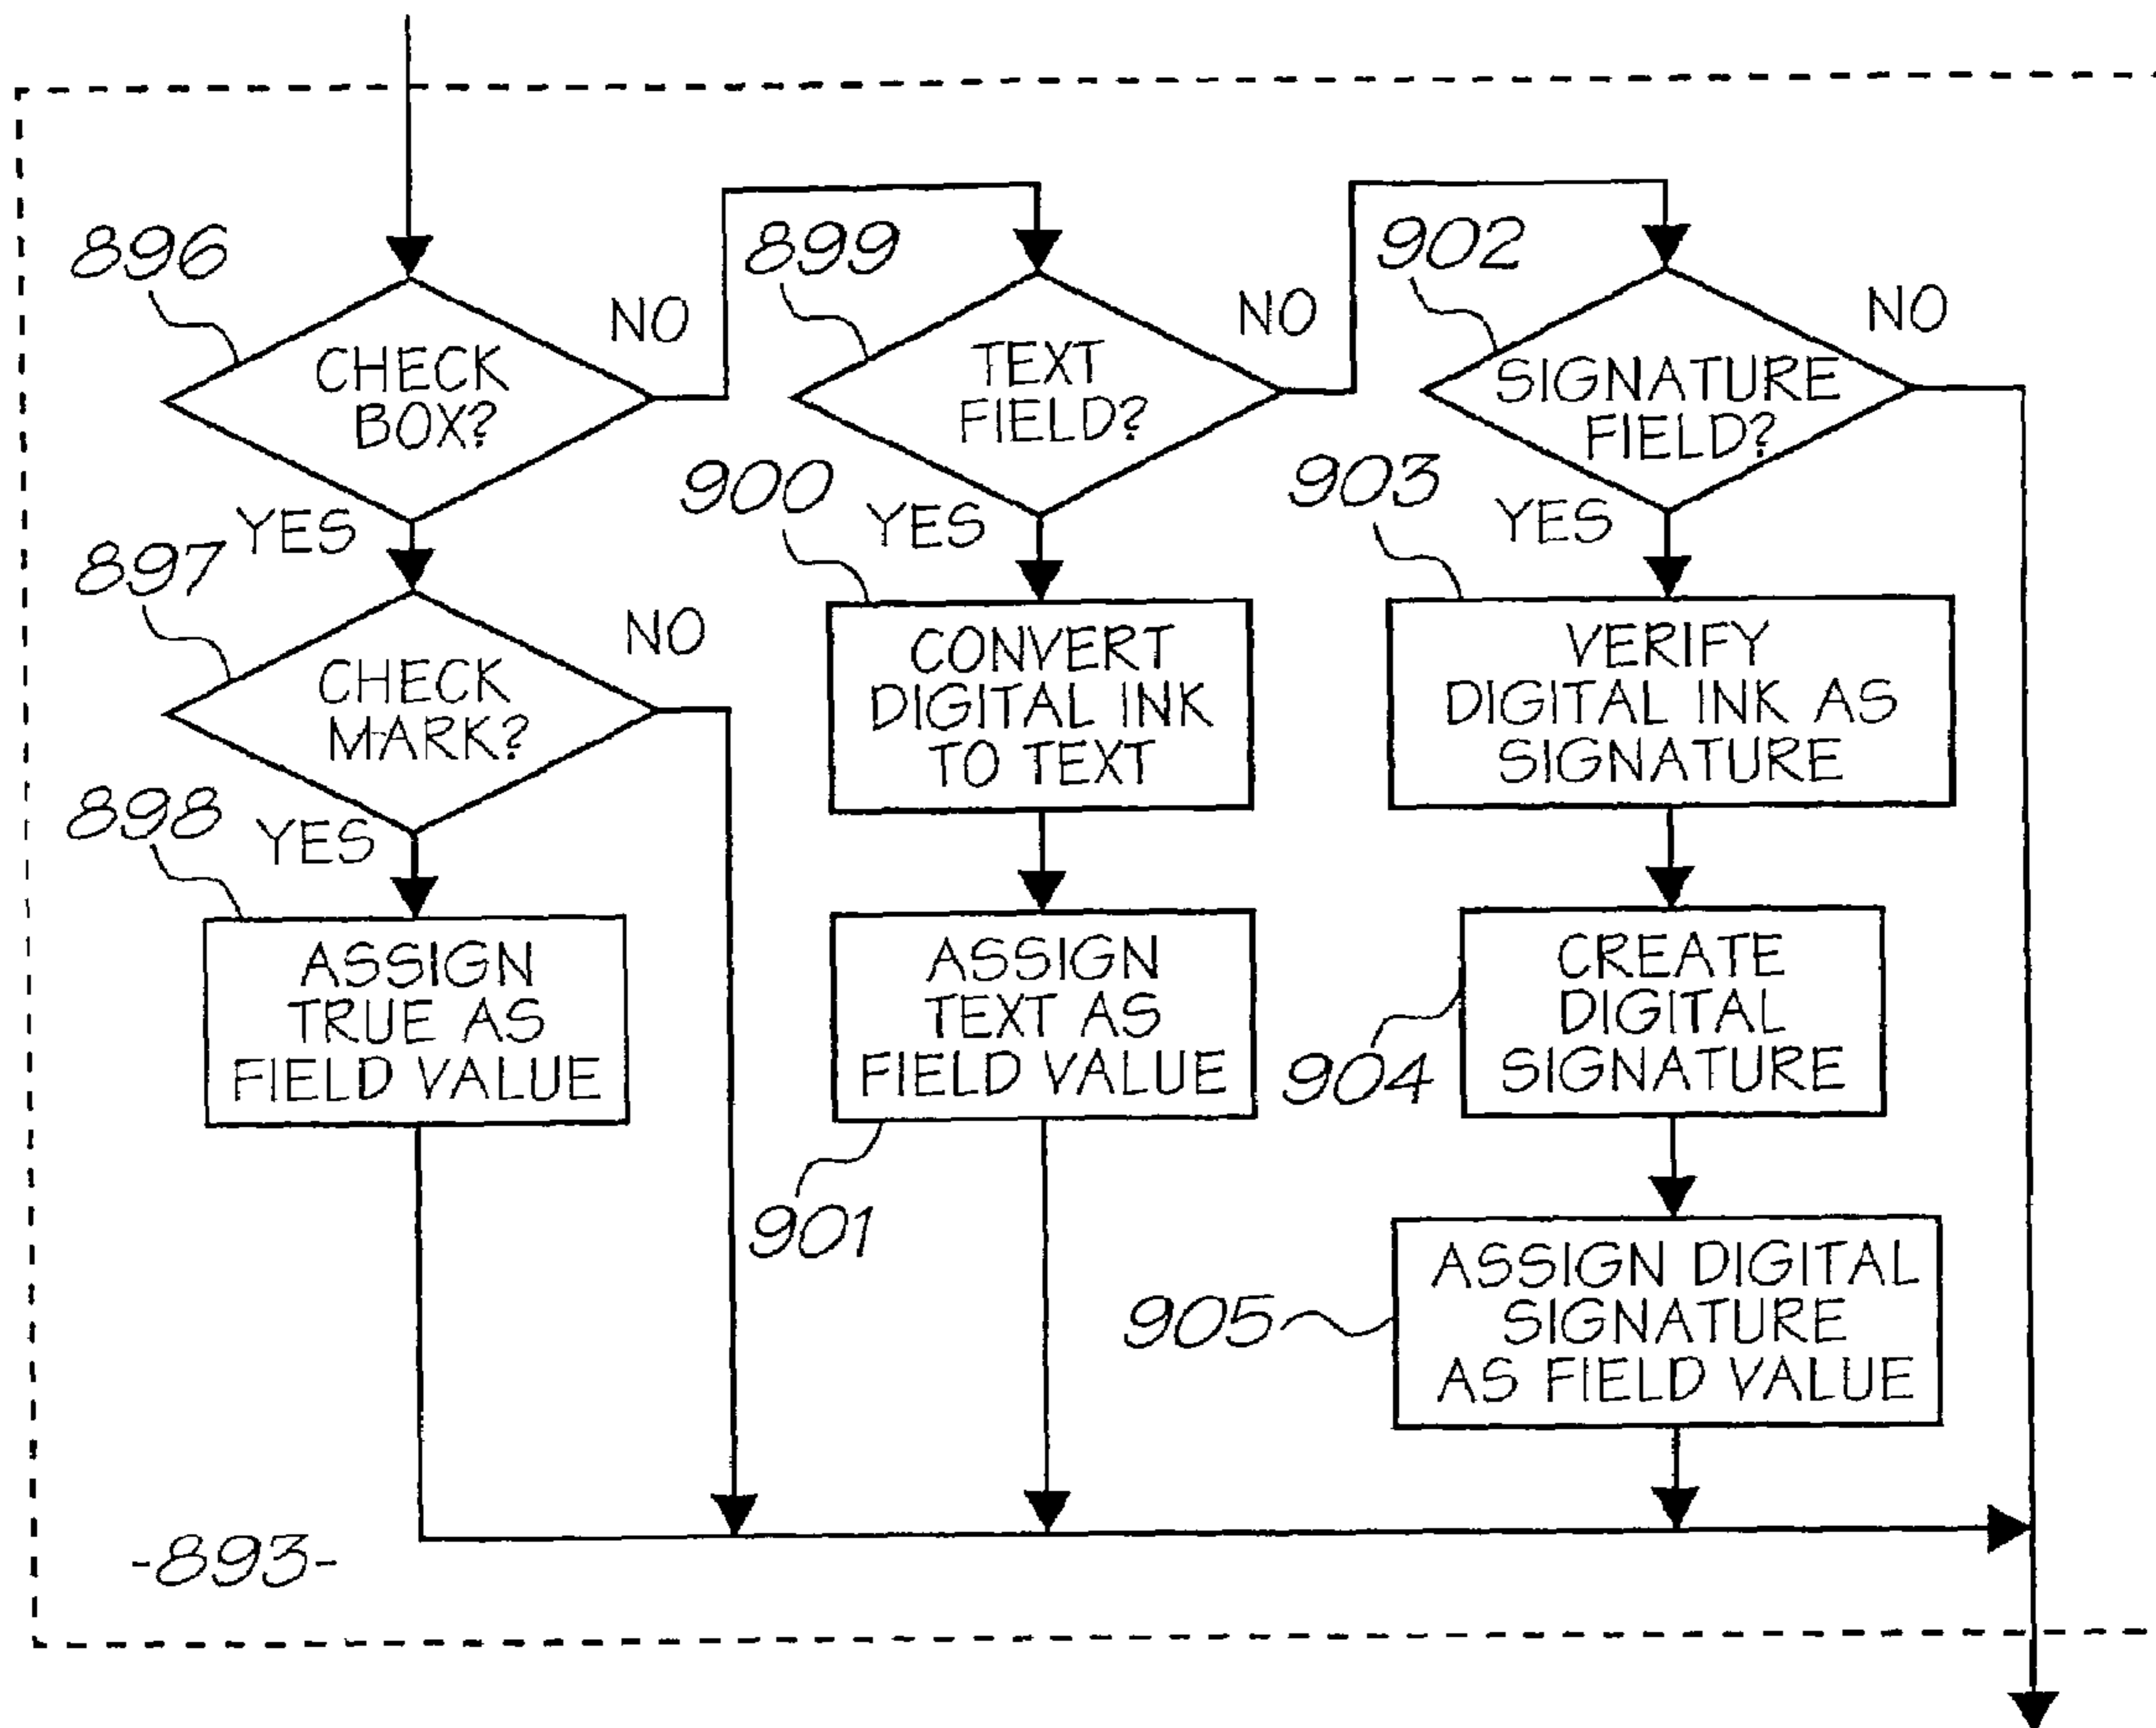 896
CHECK
BOX?
NO
YES
897
CHECK
MARK?
NO
YES
898
ASSIGN
TRUE AS
FIELD VALUE
899
TEXT
FIELD?
NO
YES
900
CONVERT
DIGITAL INK
TO TEXT
ASSIGN
TEXT AS
FIELD VALUE
901
902
SIGNATURE
FIELD?
NO
YES
903
VERIFY
DIGITAL INK AS
SIGNATURE
CREATE
DIGITAL
SIGNATURE
904
ASSIGN DIGITAL
SIGNATURE
AS FIELD VALUE
905
-893-